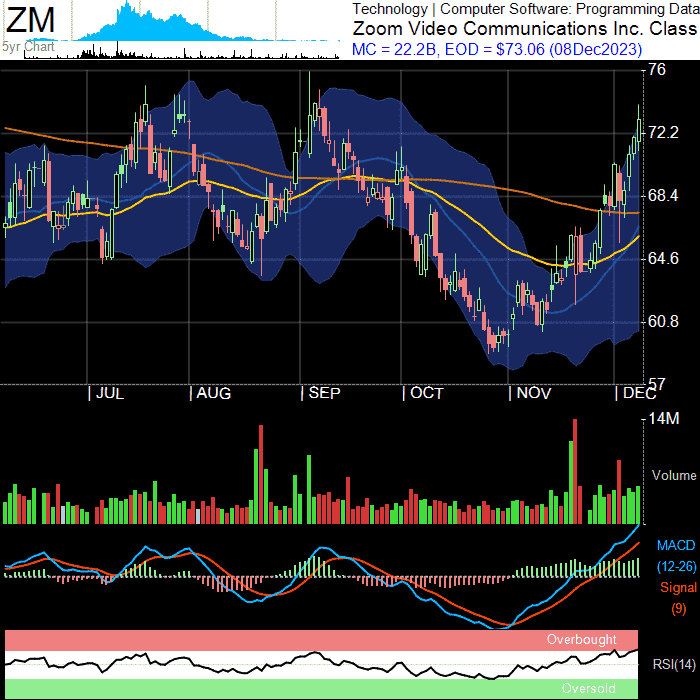 ZM
5yr Chart
Technology | Computer Software: Programming Data
Zoom Video Communications Inc. Class
MC = 22.2B, EOD = $73.06 (08Dec2023)
76
72.2
68.4
64.6
60.8
57
| JUL | AUG | SEP | OCT | NOV | DEC
14M
Volume
MACD
(12-26)
Signal
(9)
Overbought
RSI(14)
Oversold